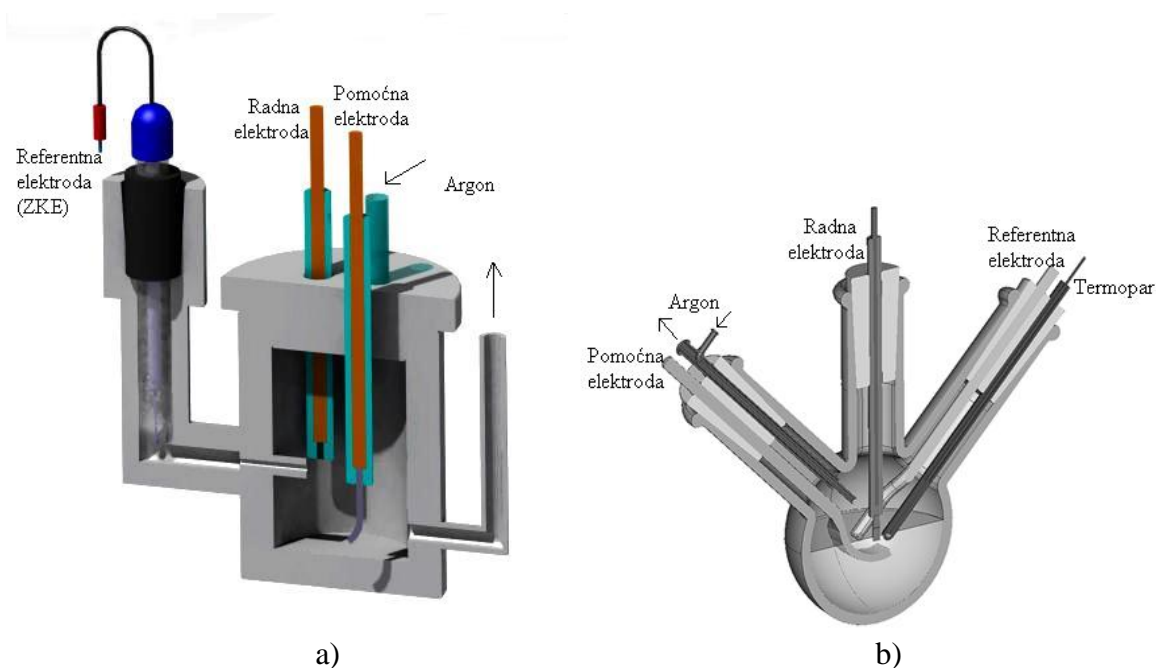 Radna
elektroda
Pomoćna
elektroda
Referentna
elektroda
(ZKE)
Argon
a)
Radna
elektroda
Referentna
elektroda
Termopar
Argon
Pomoćna
elektroda
b)